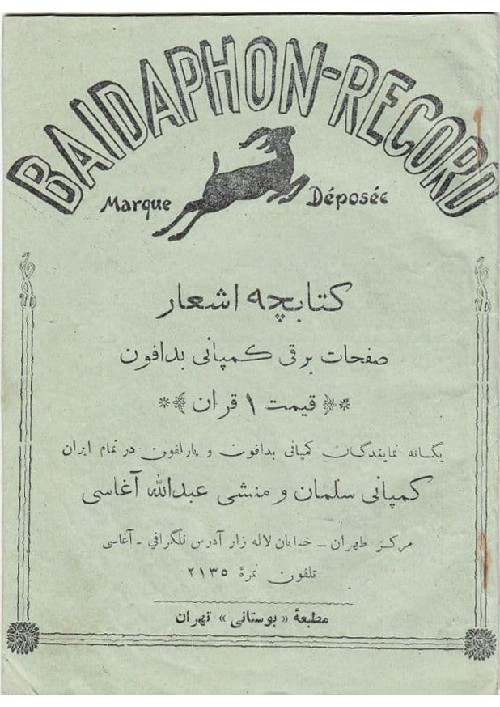 BAIDAPHON-RECORD
Marque Déposée
کتابچه اشعار
صفحات برقی کمپانی بدافون
قیمت ۱ قران
یگانه نمایندگان کمپانی بدافون و پارلفون در تمام ایران
کمپانی سلمان و منشی عبدالله آغاسی
مرکز طهران – خیابان لاله زار آدرس تلگرافی – آغاسی
تلفون نمرۀ ۲۱۳۵
مطبعۀ «بوستانی» تهران